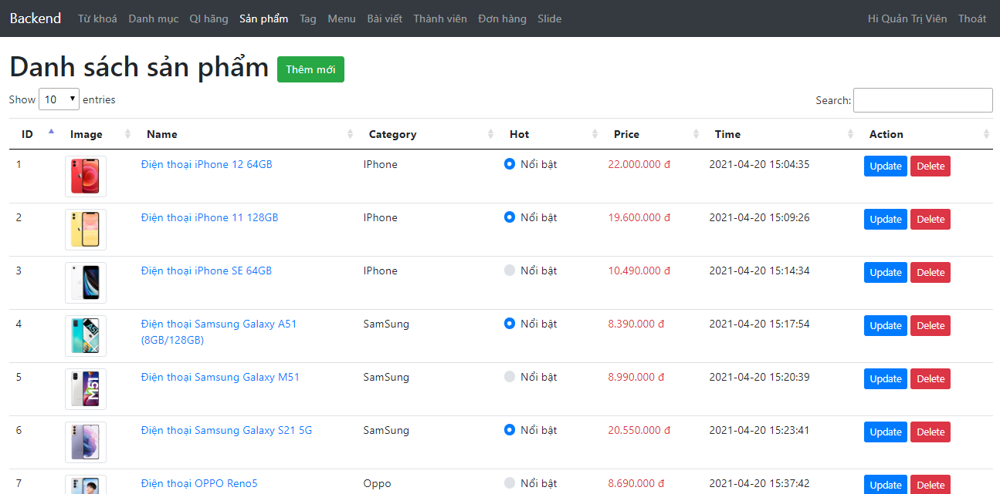 Backend Từ khoá Danh mục Ql hãng Sản phẩm Tag Menu Bài viết Thành viên Đơn hàng Slide Hi Quản Trị Viên Thoát
Danh sách sản phẩm Thêm mới
Show 10 entries Search:
ID Image Name Category Hot Price Time Action
1 Điện thoại iPhone 12 64GB IPhone Nổi bật 22.000.000 đ 2021-04-20 15:04:35 Update Delete
2 Điện thoại iPhone 11 128GB IPhone Nổi bật 19.600.000 đ 2021-04-20 15:09:26 Update Delete
3 Điện thoại iPhone SE 64GB IPhone Nổi bật 10.490.000 đ 2021-04-20 15:14:34 Update Delete
4 Điện thoại Samsung Galaxy A51 SamSung Nổi bật 8.390.000 đ 2021-04-20 15:17:54 Update Delete
(8GB/128GB)
A51
5 Điện thoại Samsung Galaxy M51 SamSung Nổi bật 8.990.000 đ 2021-04-20 15:20:39 Update Delete
M51
6 Điện thoại Samsung Galaxy S21 5G SamSung Nổi bật 20.550.000 đ 2021-04-20 15:23:41 Update Delete
7 Điện thoại OPPO Reno5 Oppo Nổi bật 8.690.000 đ 2021-04-20 15:37:42 Update Delete